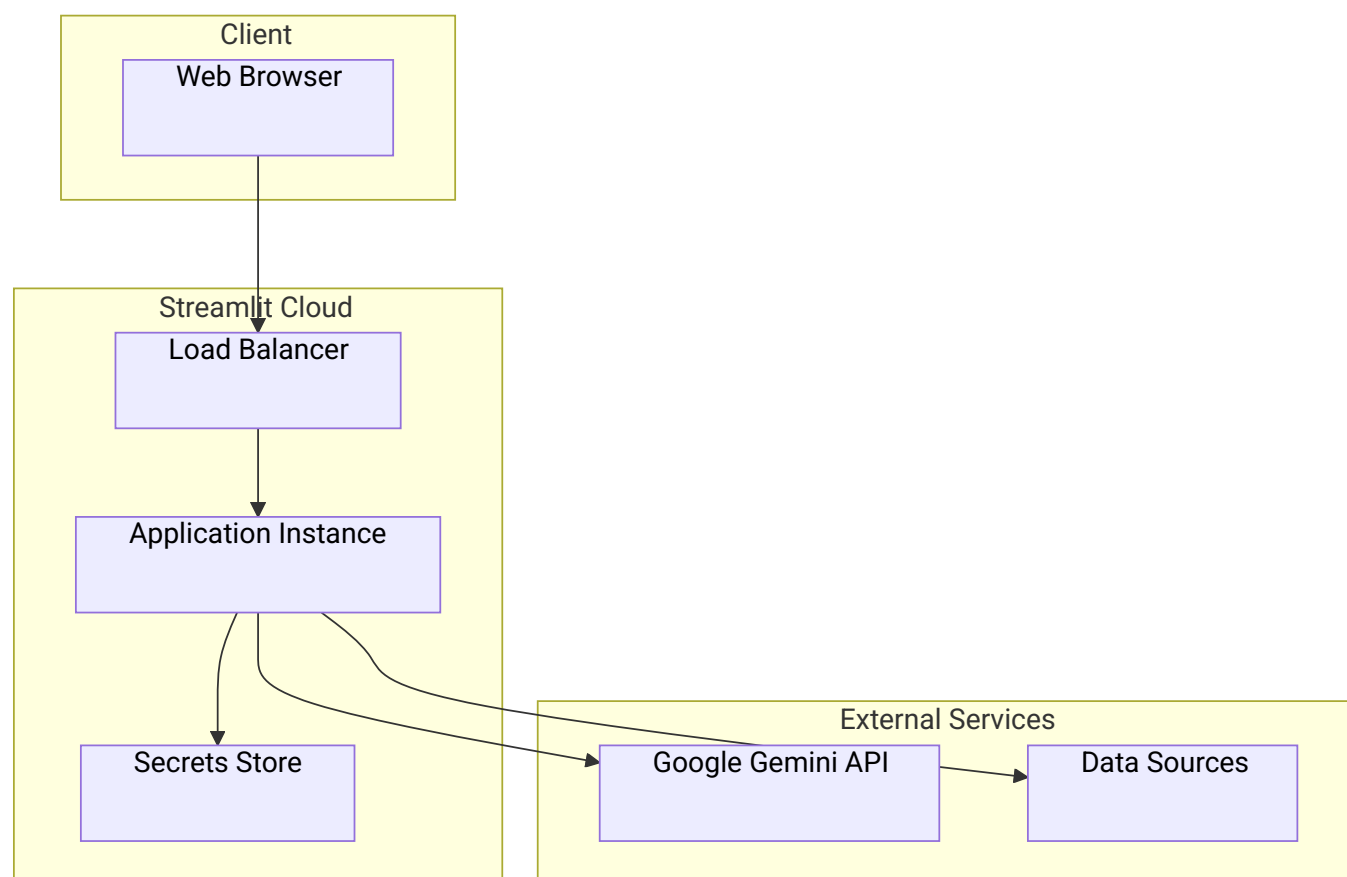 Client
Web Browser
Streamlit Cloud
Load Balancer
Application Instance
External Services
Secrets Store
Google Gemini API
Data Sources